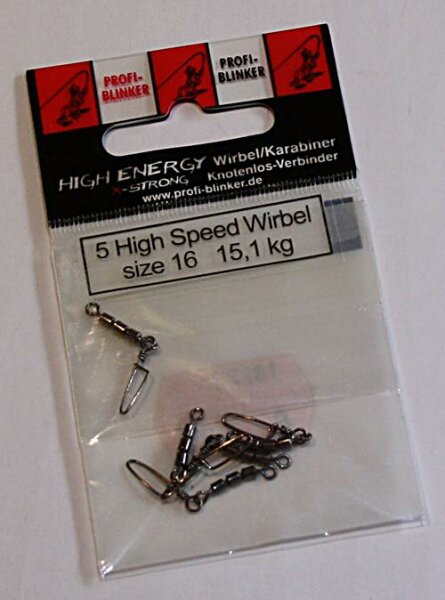 PROFI-
BLINKER
PROFI-
BLINKER
HIGH ENERGY
X-STRONG
Wirbel/Karabiner
Knotenlos-Verbinder
www.profi-blinker.de
5 High Speed Wirbel
size 16 15,1 kg